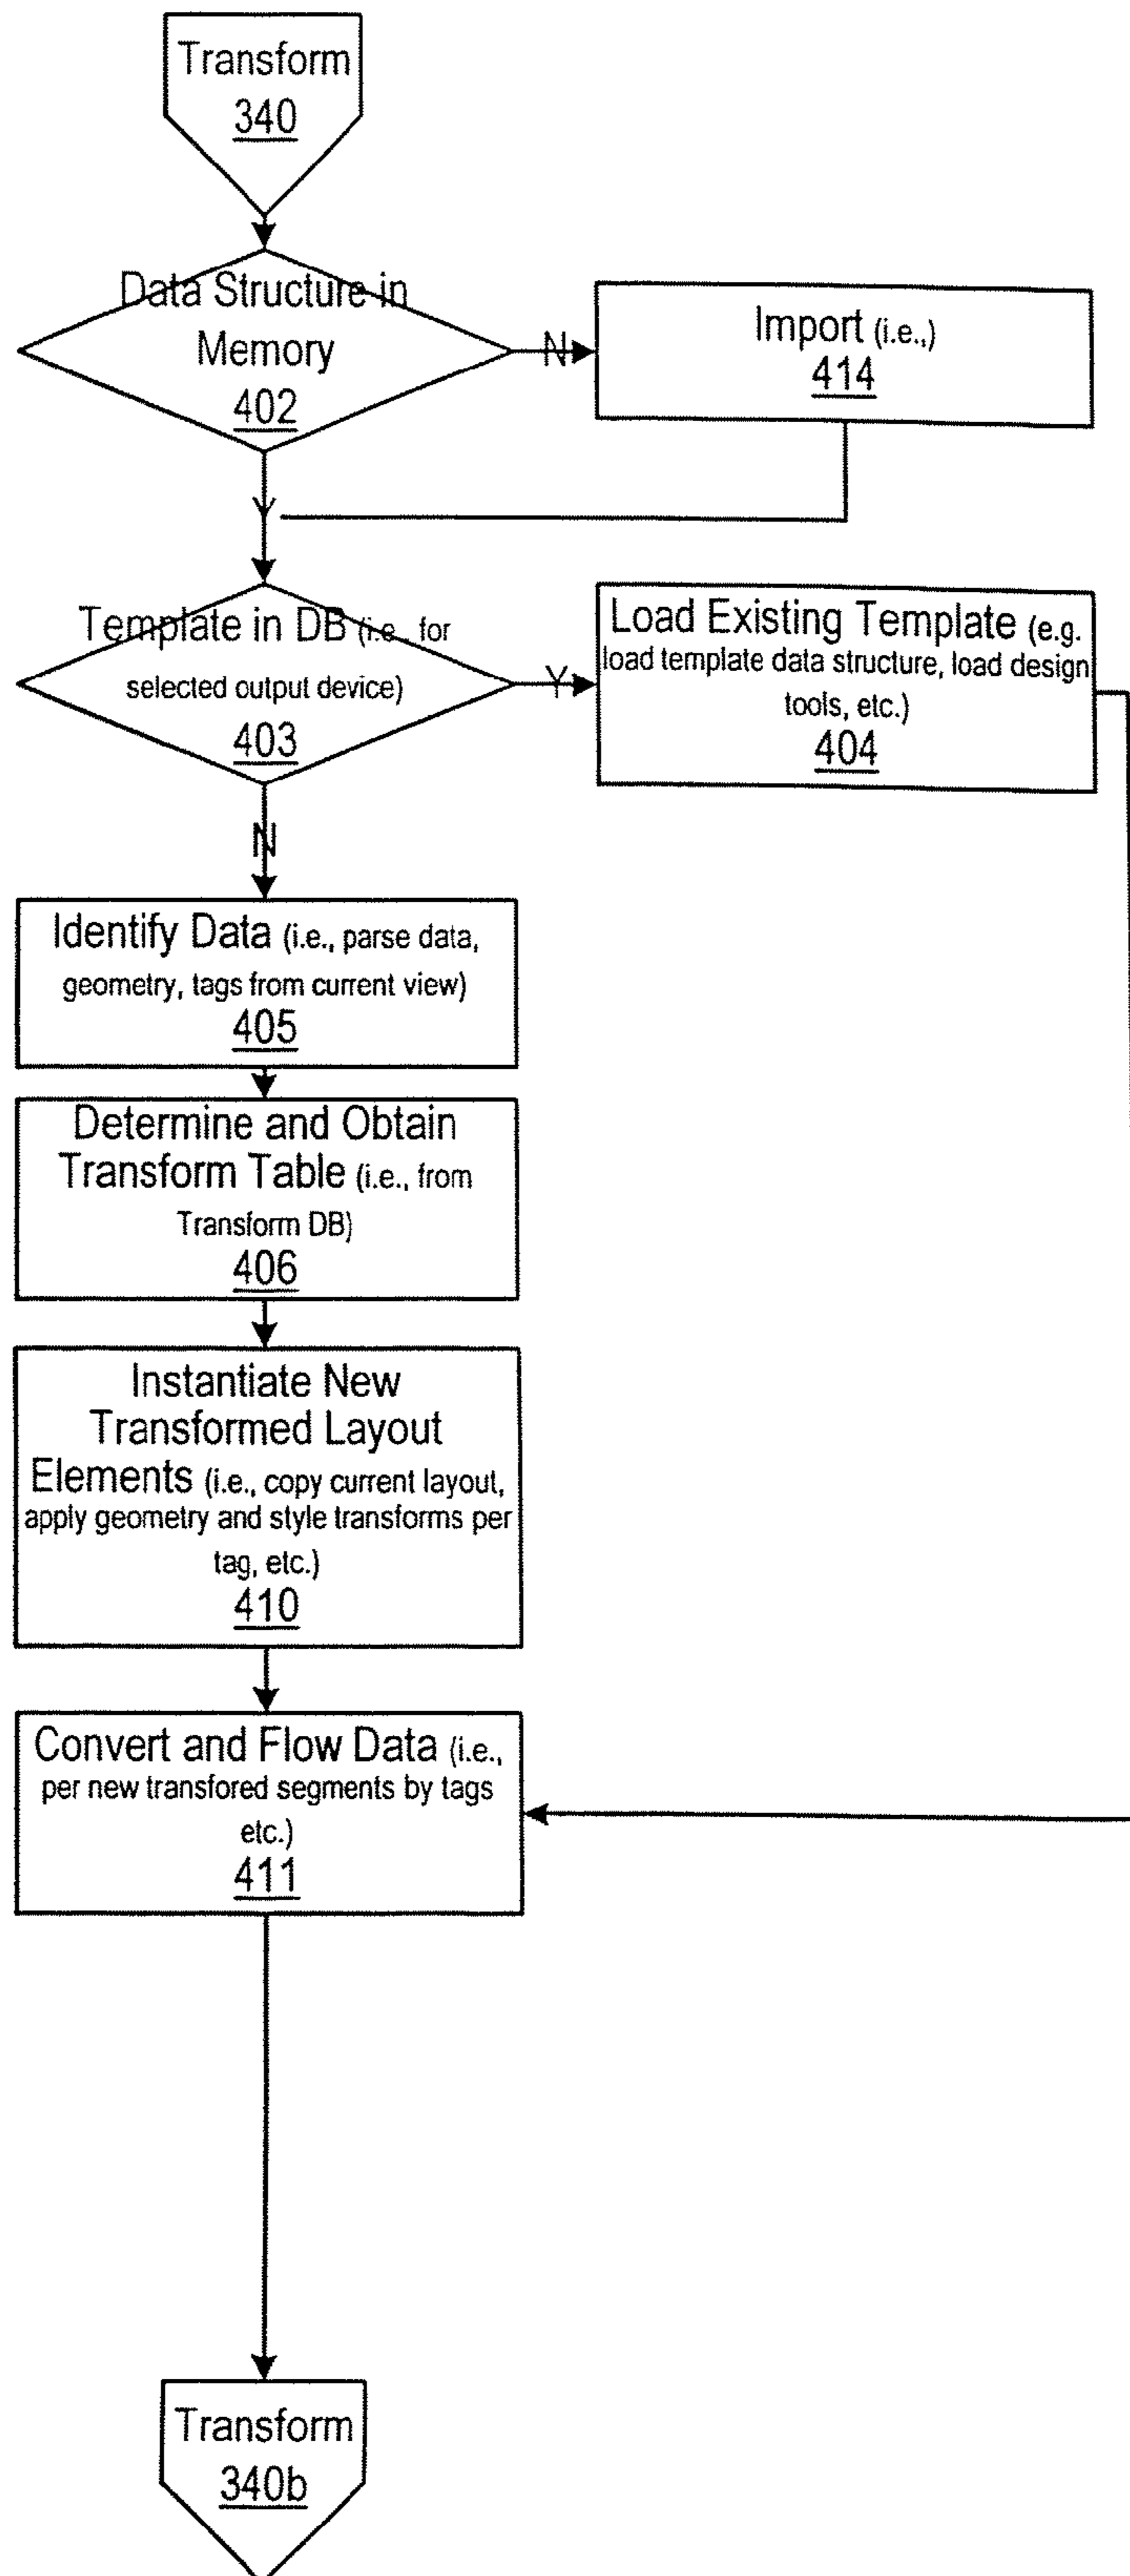 Transform
340
Data Structure in
Memory
402
N
Import (i.e.,)
414
Y
Template in DB (i.e., for
selected output device)
403
Y
Load Existing Template (e.g.
load template data structure, load design
tools, etc.)
404
N
Identify Data (i.e., parse data,
geometry, tags from current view)
405
Determine and Obtain
Transform Table (i.e., from
Transform DB)
406
Instantiate New
Transformed Layout
Elements (i.e., copy current layout,
apply geometry and style transforms per
tag, etc.)
410
Convert and Flow Data (i.e.,
per new transfored segments by tags
etc.)
411
Transform
340b